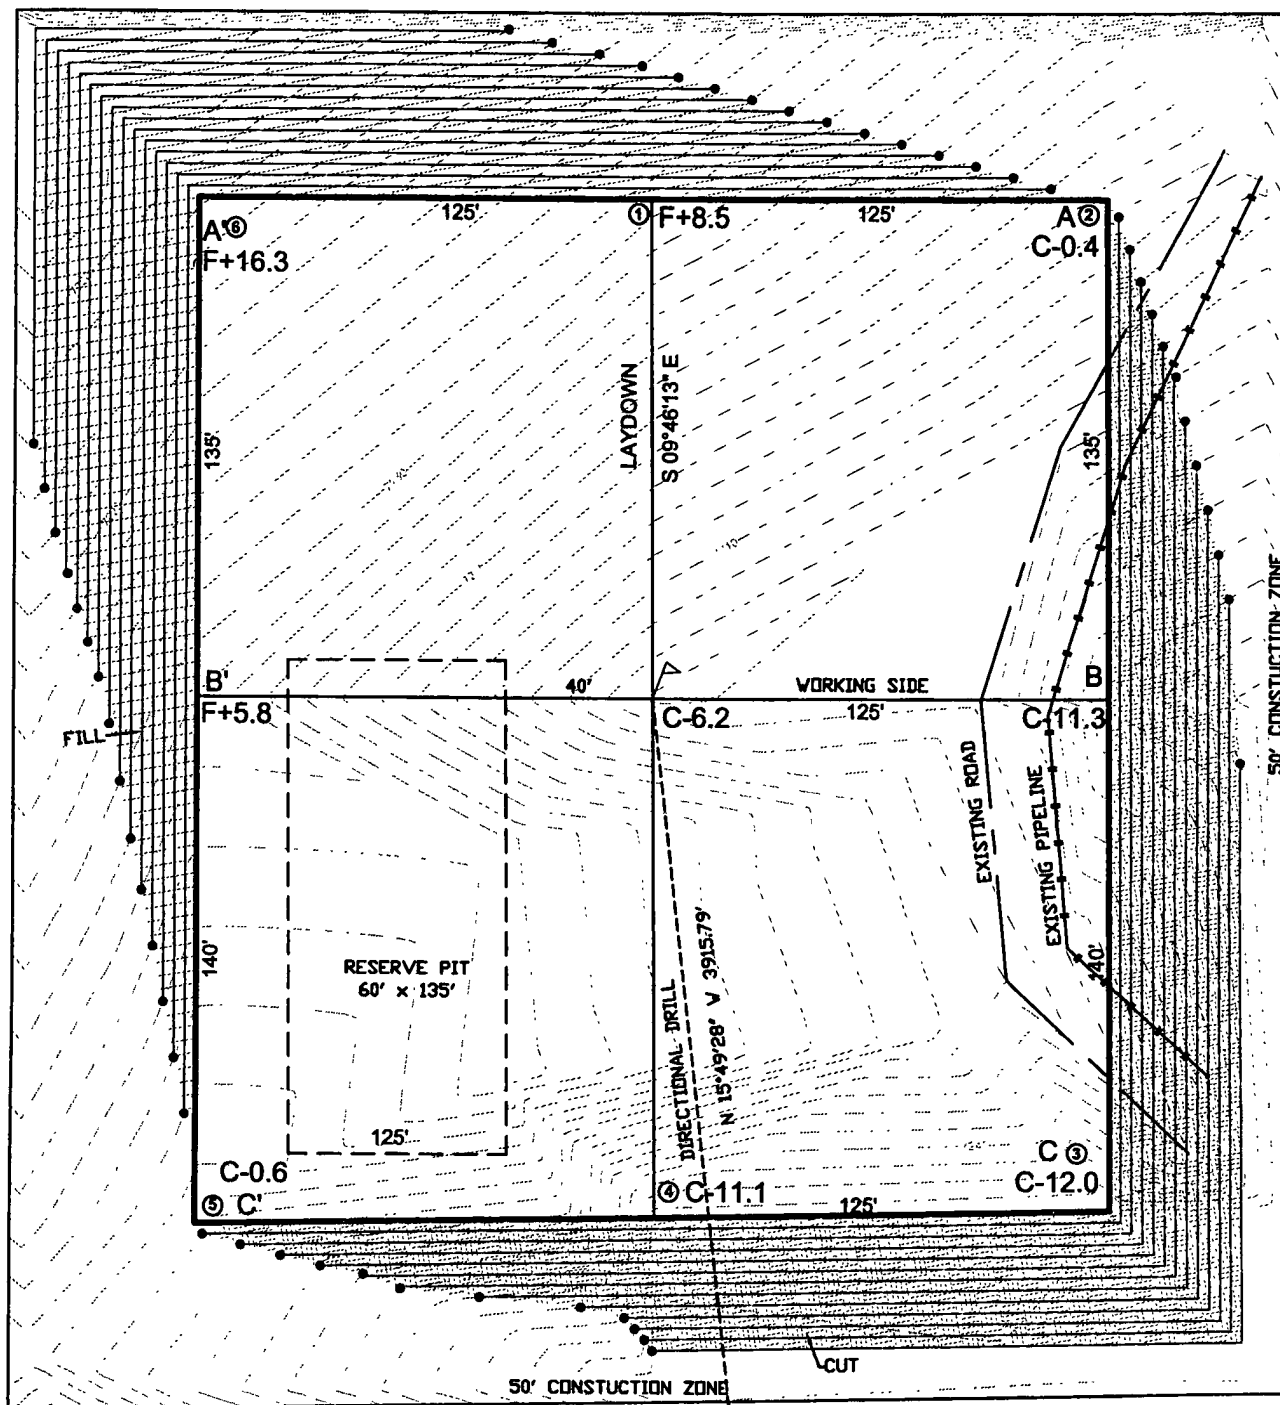 125'
① F+8.5
125'
A ②
C-0.4
A' ⑥
F+16.3
LAYDOWN
S 09°46'13" E
135'
135'
50' CONSTUCTION ZONE
B'
F+5.8
40'
WORKING SIDE
125'
B
C-11.3
C-6.2
FILL
EXISTING ROAD
EXISTING PIPELINE
140'
140'
RESERVE PIT
60' x 135'
DIRECTIONAL DRILL
N 15°49'28" W 3915.79'
125'
C-0.6
⑤ C'
④ C-11.1
C ③
C-12.0
125'
CUT
50' CONSTUCTION ZONE